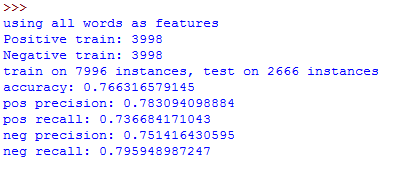 >>>
using all words as features
Positive train: 3998
Negative train: 3998
train on 7996 instances, test on 2666 instances
accuracy: 0.766316579145
pos precision: 0.783094098884
pos recall: 0.736684171043
neg precision: 0.751416430595
neg recall: 0.795948987247